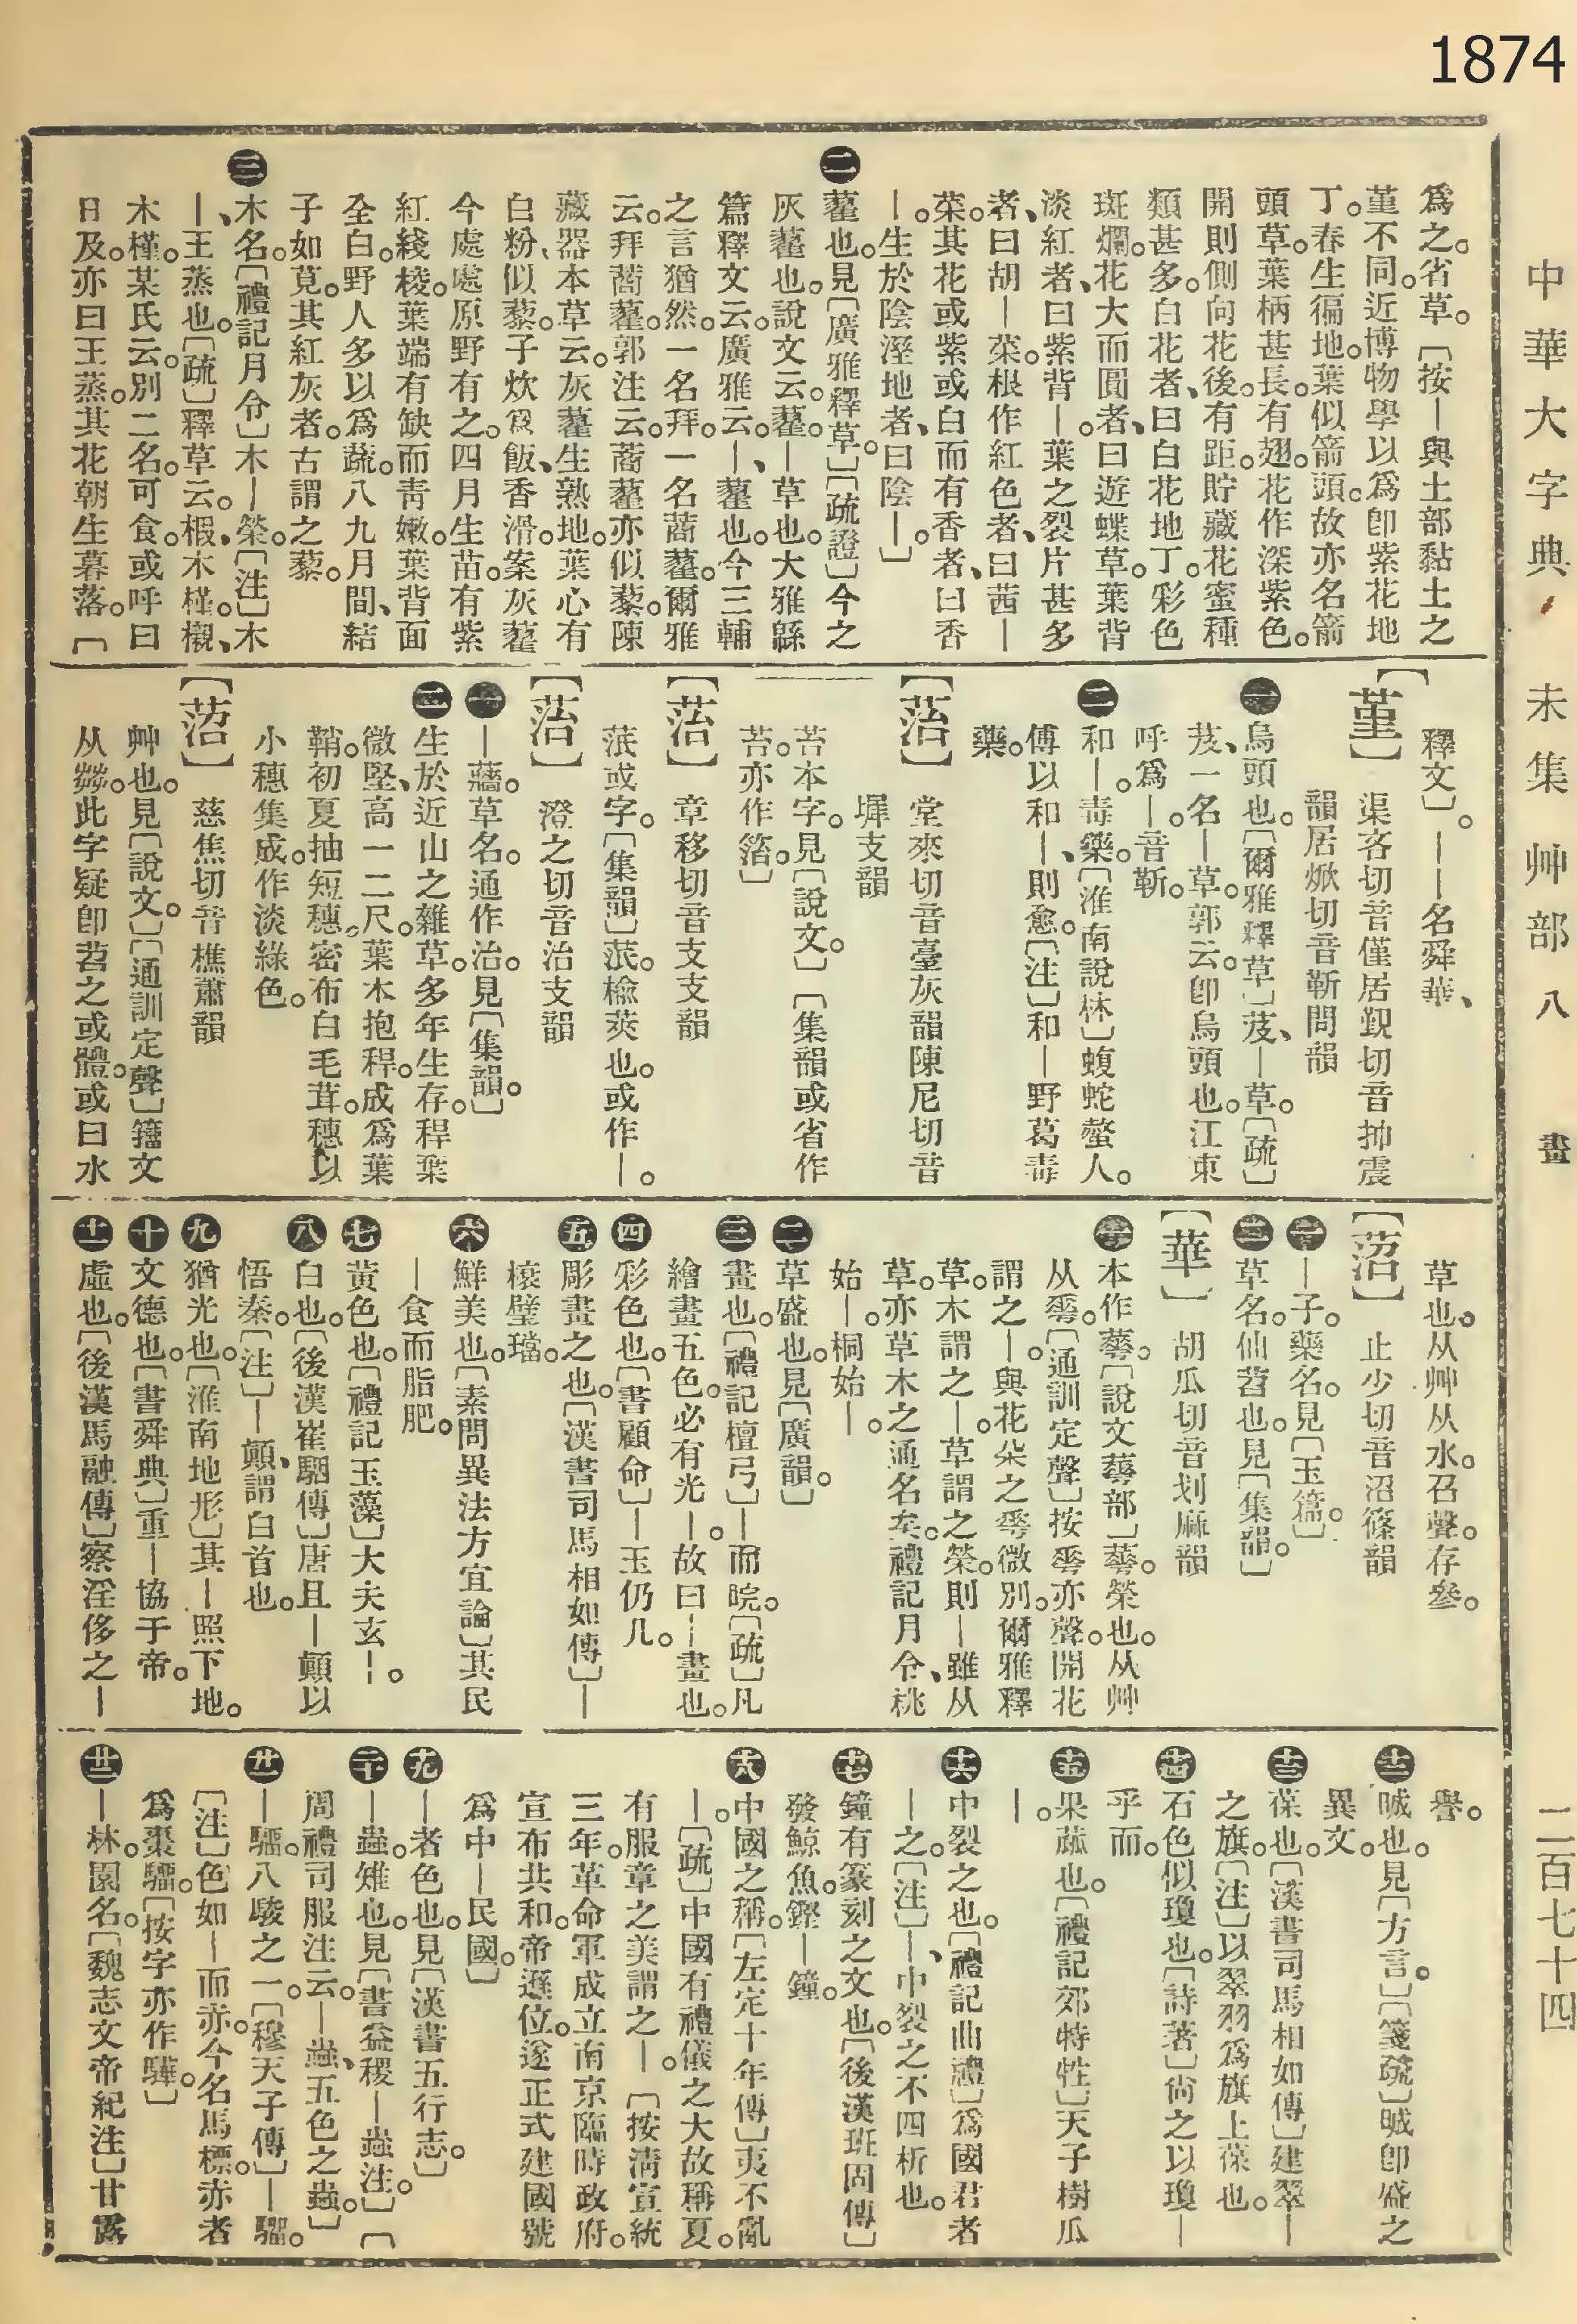 1874
中華大字典 未集 艸部 八畫 二百七十四
爲之省草。〔按—與土部黏土之
堇不同。近博物學以爲卽紫花地
丁。春生徧地。葉似箭頭。故亦名箭
頭草。葉柄甚長。有翅。花作深紫色。
開則側向花後。有距。貯藏花蜜。種
類甚多。白花者、曰白花地丁。彩色
斑爛。花大而圓者、曰遊蝶草。葉背
淡紅者、曰紫背—。葉之裂片甚多
者、曰胡—菜。根作紅色者、曰茜—
菜。其花或紫或白而有香者、曰香
—。生於陰溼地者、曰陰—。〕
㊁藋也。見〔廣雅釋草。〕〔疏證〕今之
灰藋也。說文云。藋—草也。大雅緜
篇釋文云。廣雅云。—、藋也。今三輔
之言猶然。一名拜。一名蔏藋。爾雅
云。拜蔏藋。郭注云。蔏藋亦似藜。陳
藏器本草云。灰藋生熟地。葉心有
白粉、似藜。子炊爲飯、香滑。案灰藋
今處處原野有之。四月生苗。有紫
紅綫棱。葉端有缺而靑嫩。葉背面
全白。野人多以爲蔬。八九月間、結
子如莧。其紅灰者。古謂之藜。
㊂木名。〔禮記月令〕木—榮。〔注〕木
—、王蒸也。〔疏〕釋草云。椴、木槿。櫬、
木槿。某氏云。別二名。可食。或呼曰
日及。亦曰王蒸。其花朝生暮落。〔
釋文〕。——名舜華、
〔堇〕 渠吝切音僅居覲切音抻震
韻居焮切音靳問韻
㊀烏頭也。〔爾雅釋草〕芨、—草。〔疏〕
芨、一名—草。郭云。卽烏頭也。江東
呼爲—。音靳。
㊁和—。毒藥。〔淮南說林〕蝮蛇螫人。
傅以和—、則愈。〔注〕和—野葛毒
藥。
〔菭〕 堂來切音臺灰韻陳尼切音
墀支韻
苔本字。見〔說文。〕〔集韻或省作
苔。亦作箈。〕
〔菭〕 章移切音支支韻
茋或字。〔集韻〕茋。檢莢也。或作—。
〔菭〕 澄之切音治支韻
㊀—蘠。草名。通作治。見〔集韻。〕
㊁生於近山之雜草。多年生存。稈葉
微堅、高一二尺。葉木抱稈。成爲葉
鞘。初夏抽短穗。密布白毛茸。穗以
小穗集成。作淡綠色。
慈焦切音樵蕭韻
艸也。見〔說文。〕〔通訓定聲〕籀文
从茻。此字疑卽萔之或體。或曰水
草也。从艸从水。召聲。存參。
〔菬〕 止少切音沼篠韻
㊀—子。藥名。見〔玉篇。〕
㊁草名。仙萔也。見〔集韻。〕
〔華〕 胡瓜切音划麻韻
㊀本作蕐。〔說文蕐部〕蕐。榮也。从艸
从𠌶。〔通訓定聲〕按𠌶亦聲。開花
謂之—。與花朵之𠌶微別。爾雅釋
草。木謂之—。草謂之榮。則—雖从
草。亦草木之通名矣。禮記月令、桃
始—。桐始—。
㊁草盛也。見〔廣韻。〕
㊂畫也。〔禮記檀弓〕—而睆。〔疏〕凡
繪畫五色。必有光—。故曰—畫也。
㊃彩色也。〔書顧命〕—玉仍几。
㊄彫畫之也。〔漢書司馬相如傳〕—
榱璧璫。
㊅鮮美也。〔素問異法方宜論〕其民
—食而脂肥。
㊆黃色也。〔禮記玉藻〕大夫玄—。
㊇白也。〔後漢崔駰傳〕唐且—顚以
悟秦。〔注〕—顚、謂白首也。
㊈猶光也。〔淮南地形〕其—照下地。
㊉文德也。〔書舜典〕重—協于帝。
⑪虛也。〔後漢馬融傳〕察淫侈之—
譽。
⑫晠也。見〔方言。〕〔箋疏〕晠卽盛之
異文。
⑬葆也。〔漢書司馬相如傳〕建翠—
之旗。〔注〕以翠羽爲旗上葆也。
⑭石色似瓊也。〔詩著〕尙之以瓊—
乎而。
⑮果蓏也。〔禮記郊特牲〕天子樹瓜
—。
⑯中裂之也。〔禮記曲禮〕爲國君者
—之。〔注〕—、中裂之不四析也。
⑰鐘有篆刻之文也。〔後漢班固傳〕
發鯨魚。鏗—鐘。
⑱中國之稱。〔左定十年傳〕夷不亂
—。〔疏〕中國有禮儀之大故稱夏。
有服章之美謂之—。〔按淸宣統
三年。革命軍成立南京臨時政府。
宣布共和。帝遜位。遂正式建國號
爲中—民國。〕
⑲—者色也。見〔漢書五行志。〕
⑳—蟲。雉也。見〔書益稷—蟲注。〕〔
周禮司服注云。—蟲、五色之蟲。〕
㉑—騮。八駿之一。〔穆天子傳〕—騮。
〔注〕色如—而赤。今名馬標赤者
爲棗騮。〔按字亦作驊。〕
㉒—林。園名。〔魏志文帝紀注〕甘露